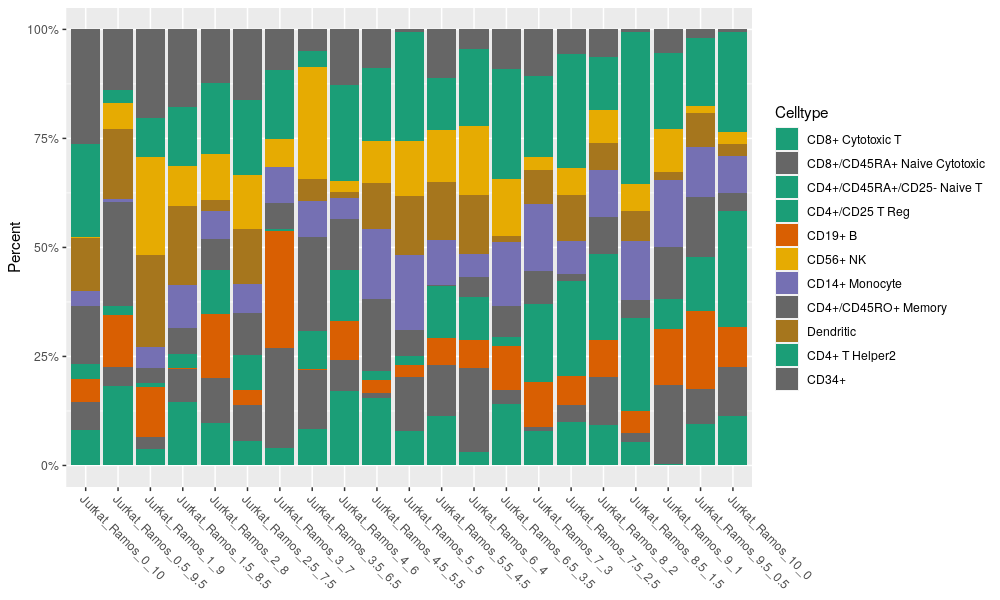 100%
75%
50%
25%
0%
Percent
Jurkat_Ramos_0_10
Jurkat_Ramos_0.5_9.5
Jurkat_Ramos_1_9
Jurkat_Ramos_1.5_8.5
Jurkat_Ramos_2_8
Jurkat_Ramos_2.5_7.5
Jurkat_Ramos_3_7
Jurkat_Ramos_3.5_6.5
Jurkat_Ramos_4_6
Jurkat_Ramos_4.5_5.5
Jurkat_Ramos_5_5
Jurkat_Ramos_5.5_4.5
Jurkat_Ramos_6_4
Jurkat_Ramos_6.5_3.5
Jurkat_Ramos_7_3
Jurkat_Ramos_7.5_2.5
Jurkat_Ramos_8_2
Jurkat_Ramos_8.5_1.5
Jurkat_Ramos_9_1
Jurkat_Ramos_9.5_0.5
Jurkat_Ramos_10_0
Celltype
CD8+ Cytotoxic T
CD8+/CD45RA+ Naive Cytotoxic
CD4+/CD45RA+/CD25- Naive T
CD4+/CD25 T Reg
CD19+ B
CD56+ NK
CD14+ Monocyte
CD4+/CD45RO+ Memory
Dendritic
CD4+ T Helper2
CD34+